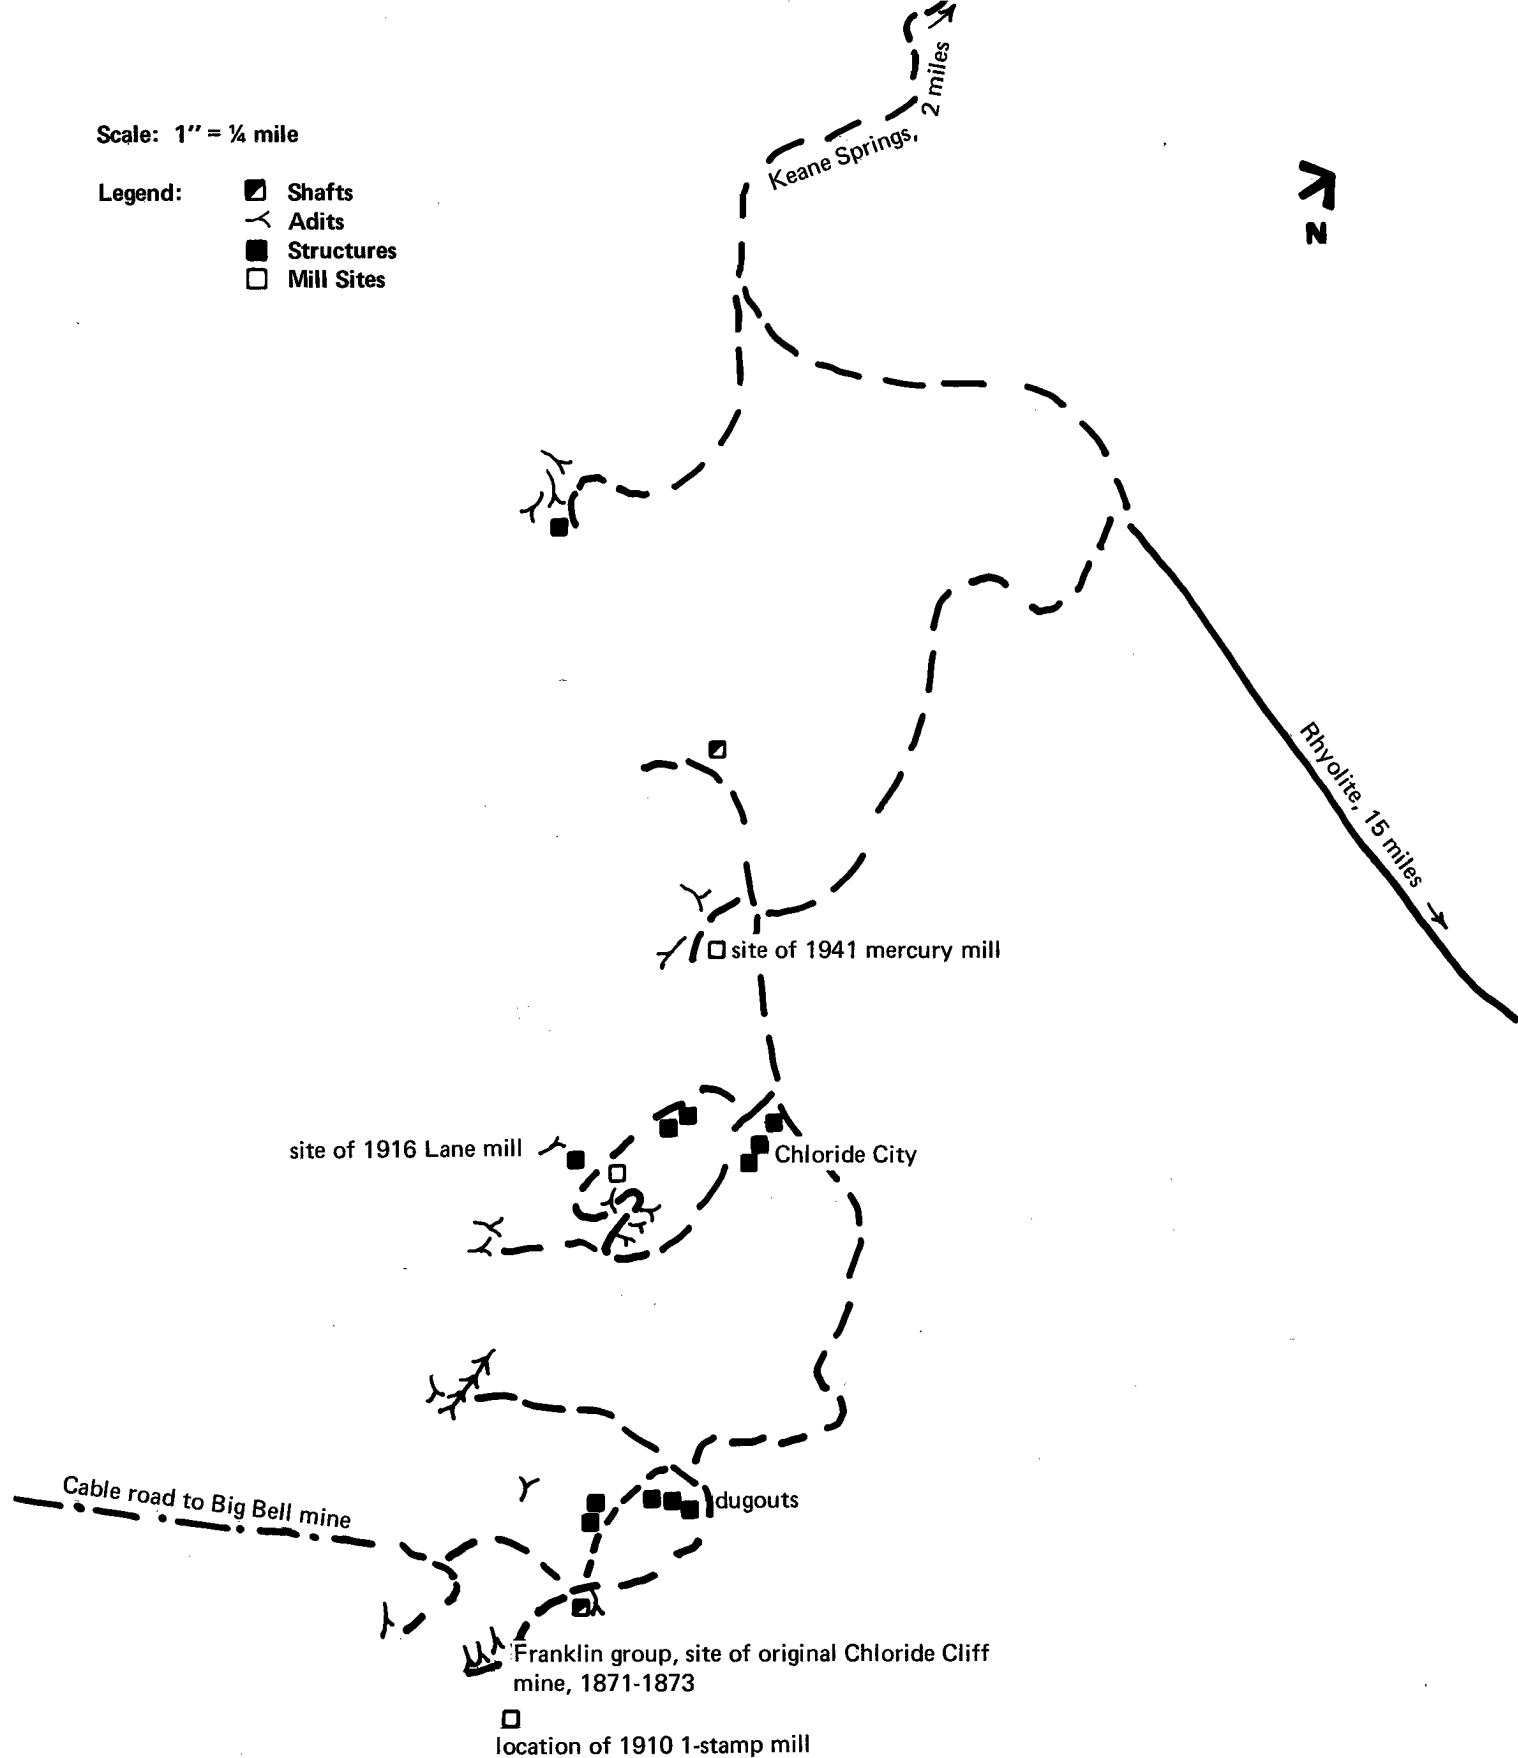 2 miles
Keane Springs,
Scale: 1" = ¼ mile
Legend:
Shafts
Adits
Structures
Mill Sites
N
Rhyolite, 15 miles
site of 1941 mercury mill
site of 1916 Lane mill
Chloride City
Cable road to Big Bell mine
dugouts
Franklin group, site of original Chloride Cliff
mine, 1871-1873
location of 1910 1-stamp mill